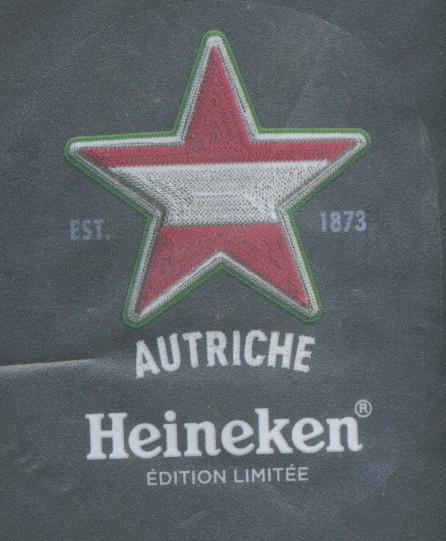 EST. 1873
AUTRICHE
Heineken®
ÉDITION LIMITÉE